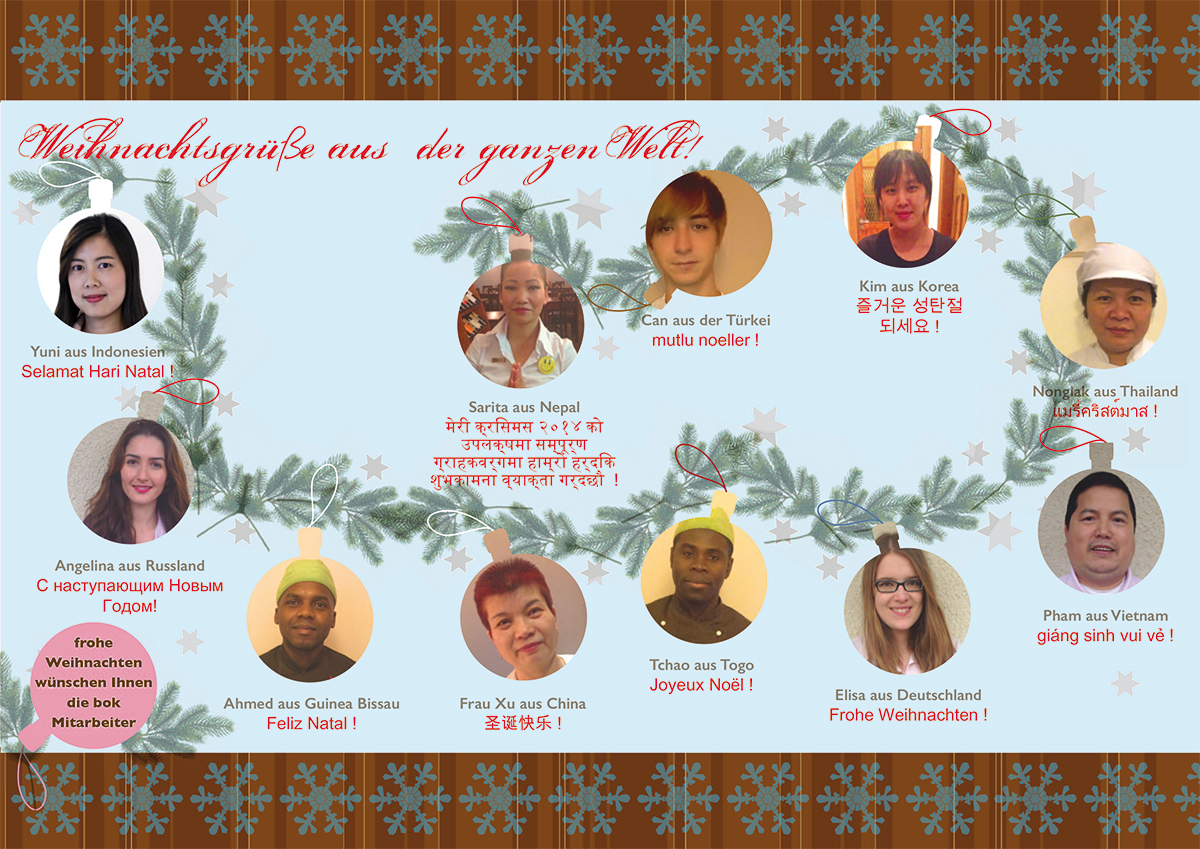 Weihnachtsgrüße aus der ganzen Welt!
Yuni aus Indonesien
Selamat Hari Natal !
Angelina aus Russland
С наступающим Новым
Годом!
frohe
Weihnachten
wünschen Ihnen
die bok
Mitarbeiter
Ahmed aus Guinea Bissau
Feliz Natal !
Frau Xu aus China
圣诞快乐 !
Sarita aus Nepal
मेरी क्रसिमस २०१४ को
उपलक्षमा सम्पूर्ण
ग्राहकवर्गमा हाम्रो हर्दकि
शुभकामना व्याक्ता गर्दछौ !
Can aus der Türkei
mutlu noeller !
Kim aus Korea
즐거운 성탄절
되세요 !
Nongiak aus Thailand
แมรี่คริสต์มาส !
Tchao aus Togo
Joyeux Noël !
Elisa aus Deutschland
Frohe Weihnachten !
Pham aus Vietnam
giáng sinh vui vẻ !